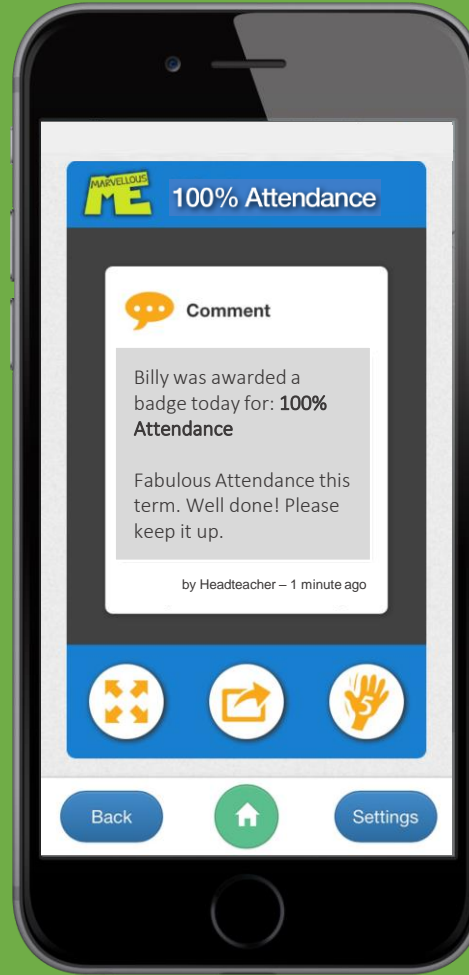 MARVELLOUS
ME
100% Attendance
Comment
Billy was awarded a
badge today for: 100%
Attendance
Fabulous Attendance this
term. Well done! Please
keep it up.
by Headteacher – 1 minute ago
5
Back
Settings